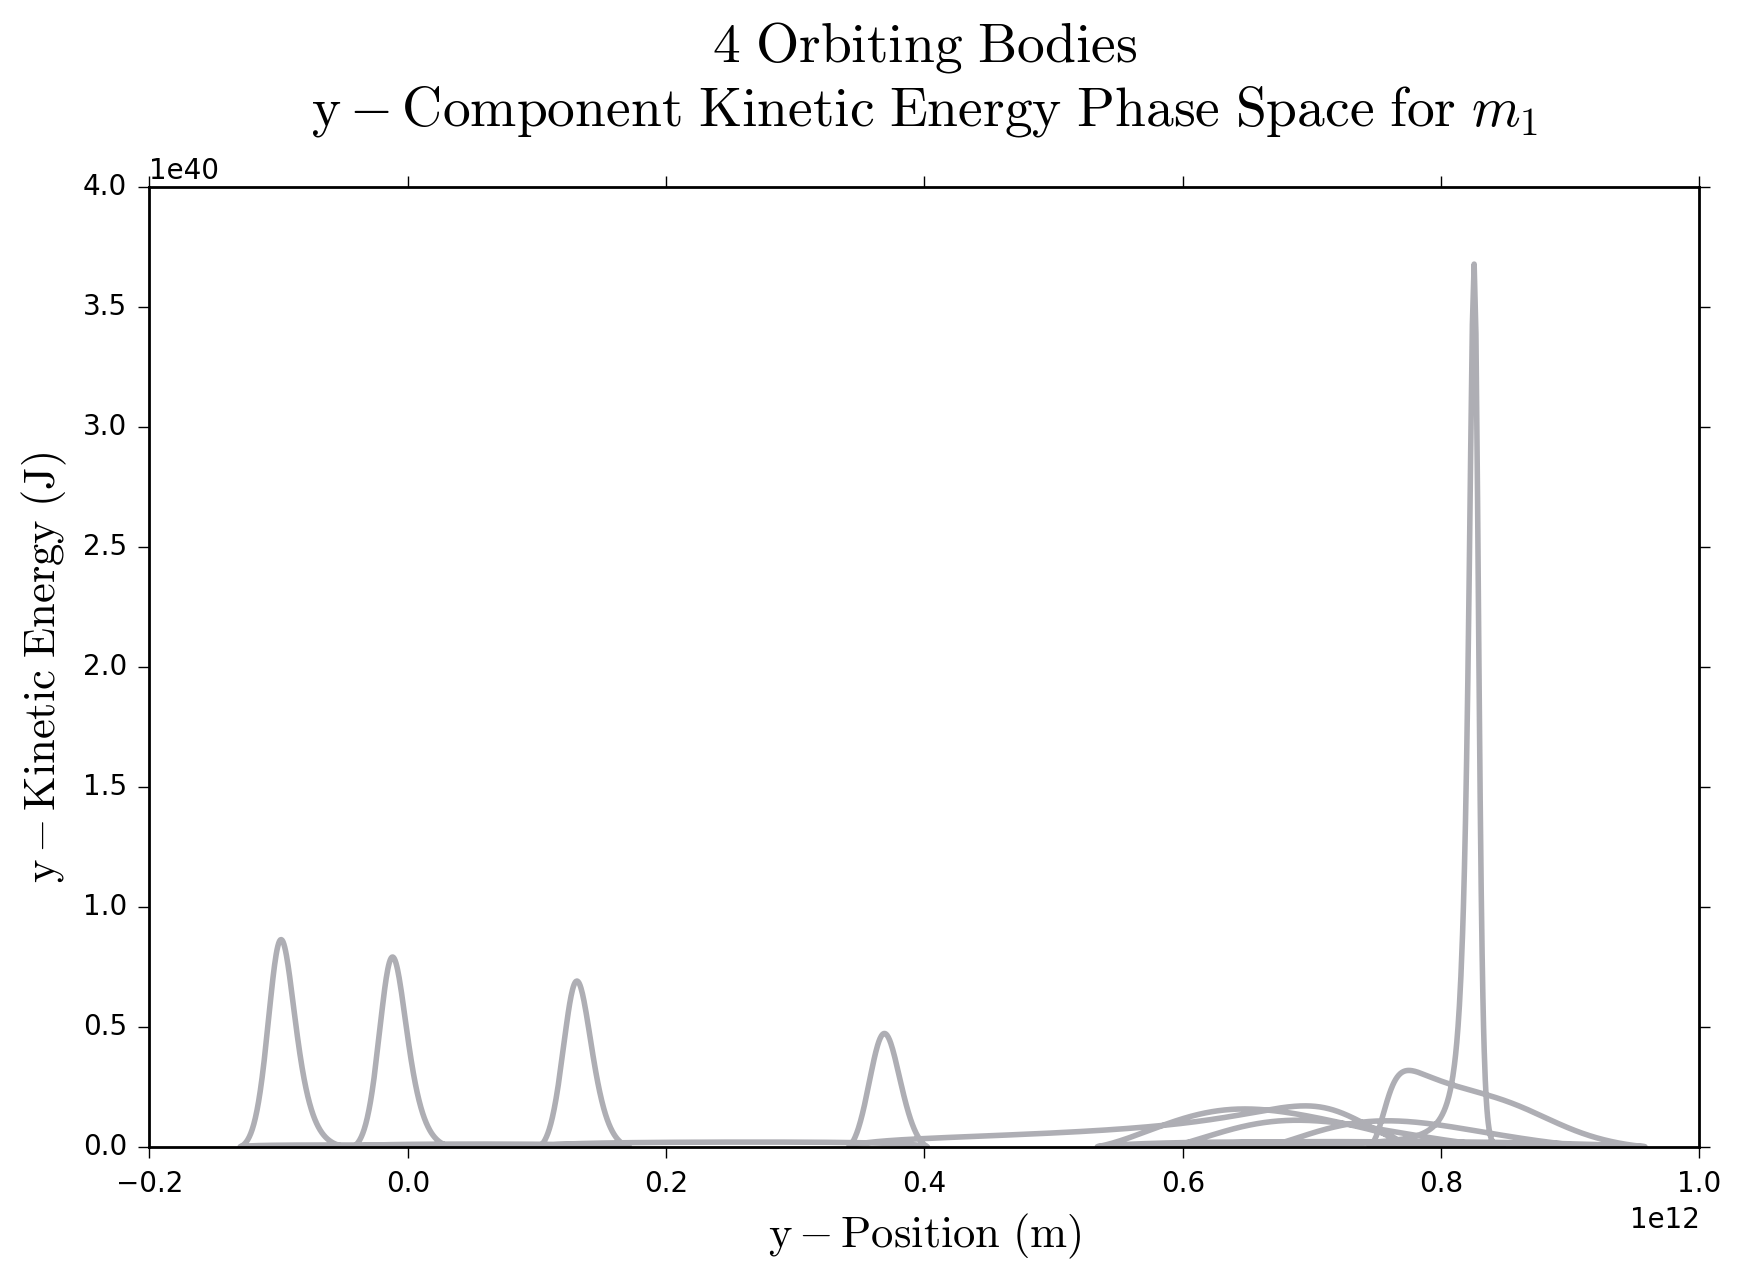 4 Orbiting Bodies
y − Component Kinetic Energy Phase Space for m₁
1e40
4.0
3.5
3.0
2.5
2.0
1.5
1.0
0.5
0.0
y − Kinetic Energy (J)
−0.2 0.0 0.2 0.4 0.6 0.8 1.0
1e12
y − Position (m)